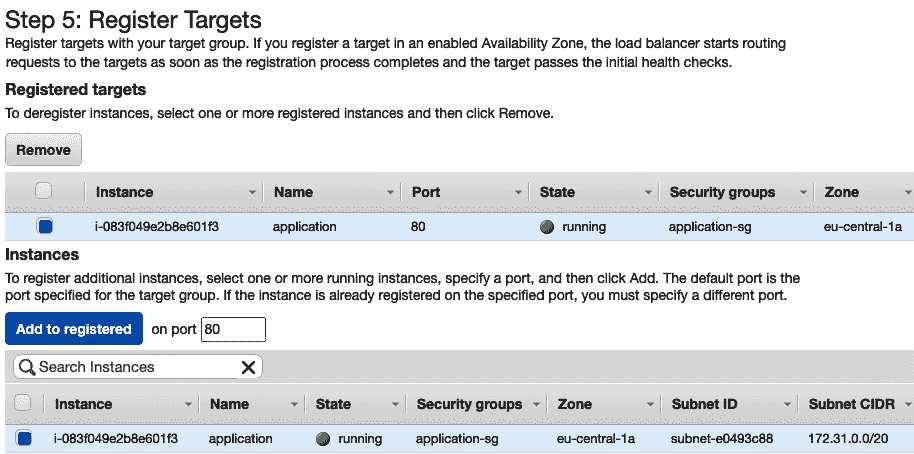 Step 5: Register Targets
Register targets with your target group. If you register a target in an enabled Availability Zone, the load balancer starts routing
requests to the targets as soon as the registration process completes and the target passes the initial health checks.
Registered targets
To deregister instances, select one or more registered instances and then click Remove.
Remove
Instance Name Port State Security groups Zone
i-083f049e2b8e601f3 application 80 running application-sg eu-central-1a
Instances
To register additional instances, select one or more running instances, specify a port, and then click Add. The default port is the
port specified for the target group. If the instance is already registered on the specified port, you must specify a different port.
Add to registered on port 80
Search Instances
Instance Name State Security groups Zone Subnet ID Subnet CIDR
i-083f049e2b8e601f3 application running application-sg eu-central-1a subnet-e0493c88 172.31.0.0/20